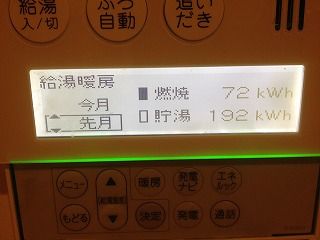 給湯 ふろ 追い
入/切 自動 だき
給湯暖房
今月 燃焼 72 kWh
先月 貯湯 192 kWh
メニュー 暖房 発電ナビ エネルック
もどる 決定 発電 通話